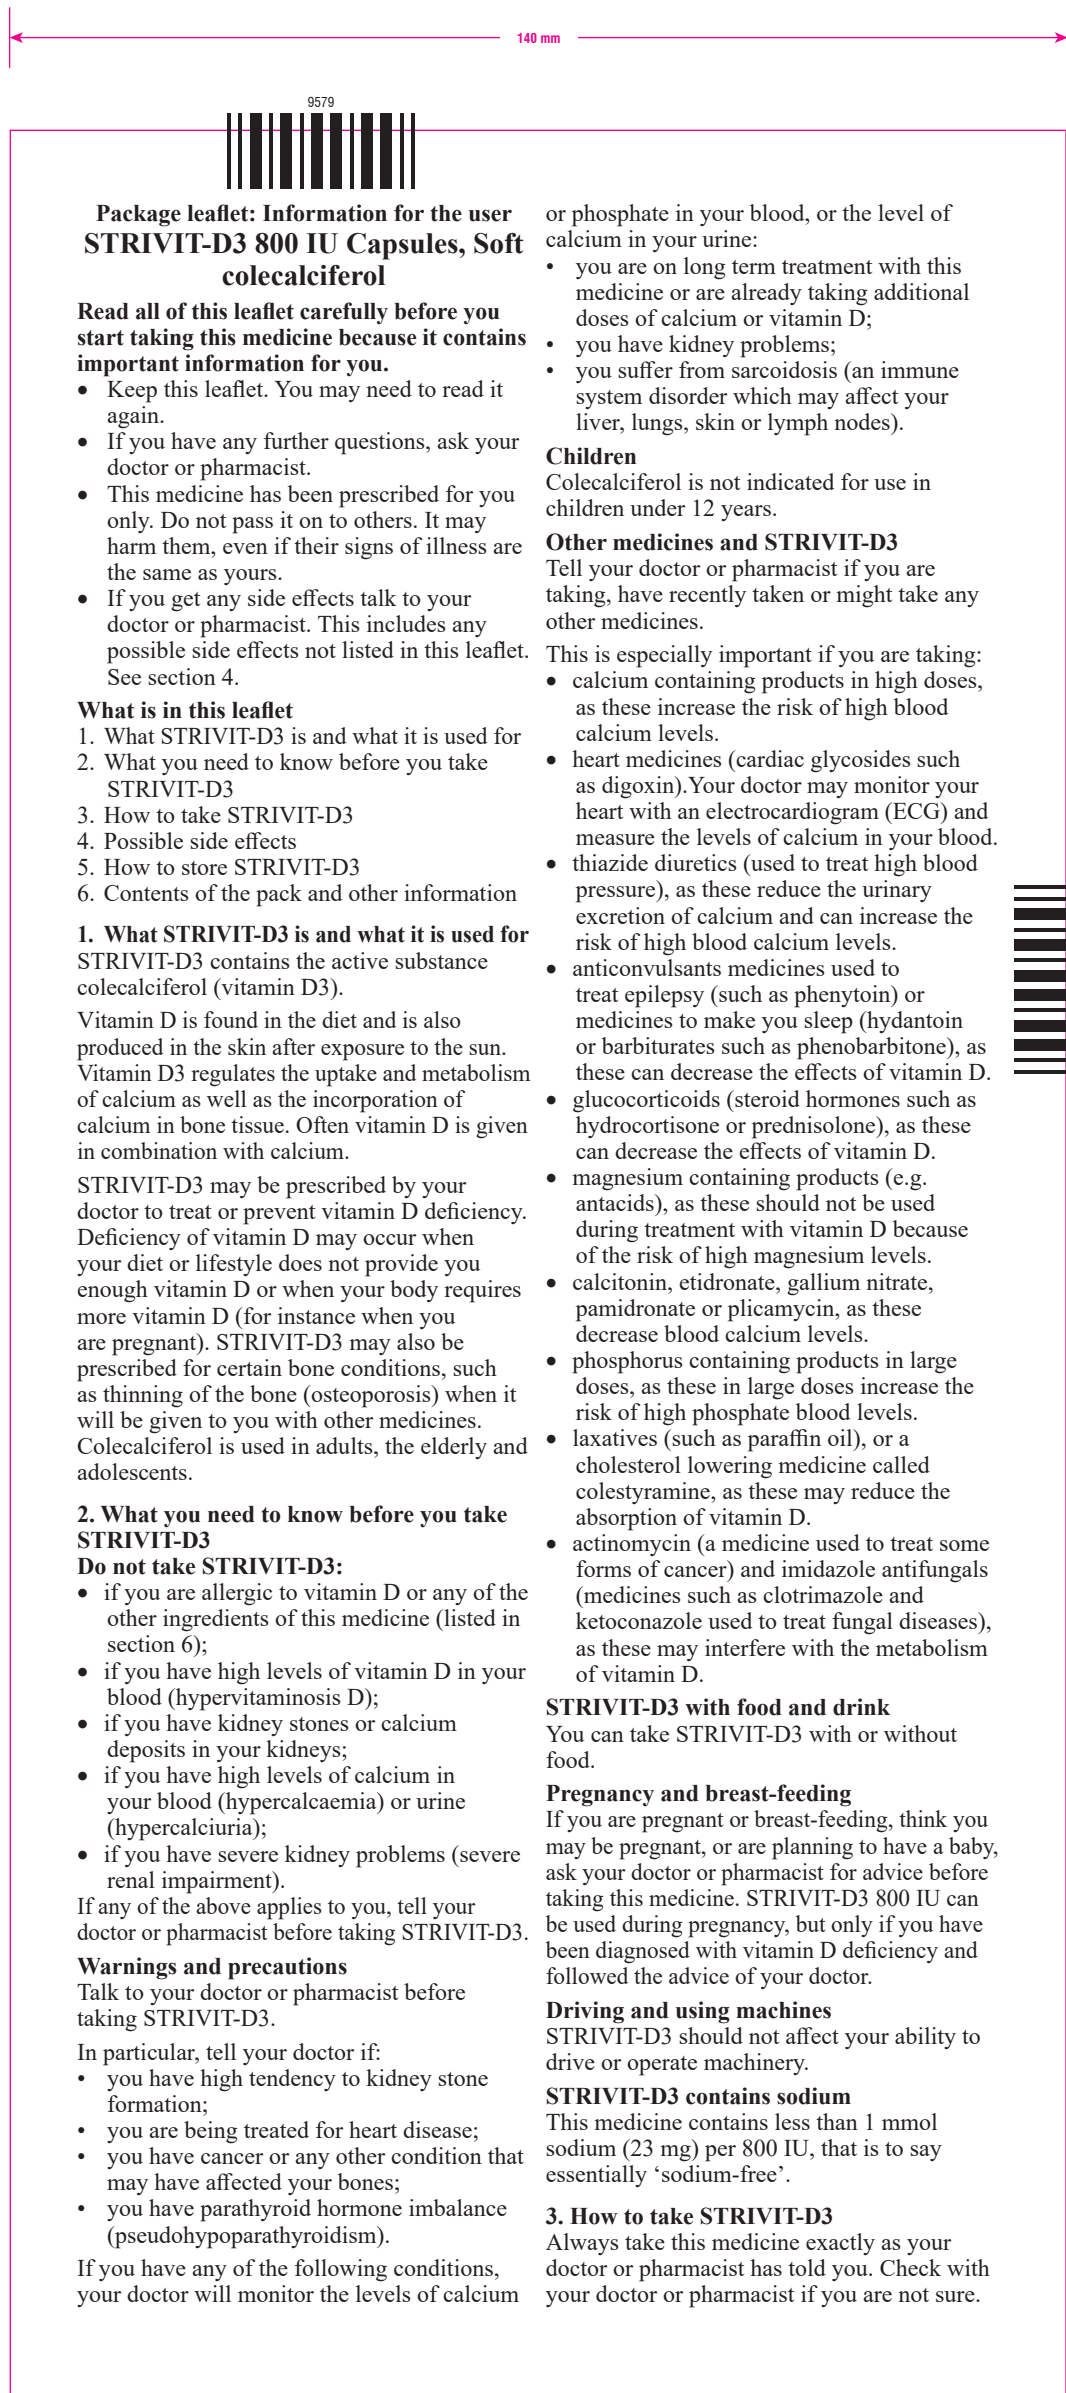 140 mm
9579
Package leaflet: Information for the user
STRIVIT-D3 800 IU Capsules, Soft
colecalciferol
Read all of this leaflet carefully before you
start taking this medicine because it contains
important information for you.
• Keep this leaflet. You may need to read it
again.
• If you have any further questions, ask your
doctor or pharmacist.
• This medicine has been prescribed for you
only. Do not pass it on to others. It may
harm them, even if their signs of illness are
the same as yours.
• If you get any side effects talk to your
doctor or pharmacist. This includes any
possible side effects not listed in this leaflet.
See section 4.
What is in this leaflet
1. What STRIVIT-D3 is and what it is used for
2. What you need to know before you take
STRIVIT-D3
3. How to take STRIVIT-D3
4. Possible side effects
5. How to store STRIVIT-D3
6. Contents of the pack and other information
1. What STRIVIT-D3 is and what it is used for
STRIVIT-D3 contains the active substance
colecalciferol (vitamin D3).
Vitamin D is found in the diet and is also
produced in the skin after exposure to the sun.
Vitamin D3 regulates the uptake and metabolism
of calcium as well as the incorporation of
calcium in bone tissue. Often vitamin D is given
in combination with calcium.
STRIVIT-D3 may be prescribed by your
doctor to treat or prevent vitamin D deficiency.
Deficiency of vitamin D may occur when
your diet or lifestyle does not provide you
enough vitamin D or when your body requires
more vitamin D (for instance when you
are pregnant). STRIVIT-D3 may also be
prescribed for certain bone conditions, such
as thinning of the bone (osteoporosis) when it
will be given to you with other medicines.
Colecalciferol is used in adults, the elderly and
adolescents.
2. What you need to know before you take
STRIVIT-D3
Do not take STRIVIT-D3:
• if you are allergic to vitamin D or any of the
other ingredients of this medicine (listed in
section 6);
• if you have high levels of vitamin D in your
blood (hypervitaminosis D);
• if you have kidney stones or calcium
deposits in your kidneys;
• if you have high levels of calcium in
your blood (hypercalcaemia) or urine
(hypercalciuria);
• if you have severe kidney problems (severe
renal impairment).
If any of the above applies to you, tell your
doctor or pharmacist before taking STRIVIT-D3.
Warnings and precautions
Talk to your doctor or pharmacist before
taking STRIVIT-D3.
In particular, tell your doctor if:
• you have high tendency to kidney stone
formation;
• you are being treated for heart disease;
• you have cancer or any other condition that
may have affected your bones;
• you have parathyroid hormone imbalance
(pseudohypoparathyroidism).
If you have any of the following conditions,
your doctor will monitor the levels of calcium
or phosphate in your blood, or the level of
calcium in your urine:
• you are on long term treatment with this
medicine or are already taking additional
doses of calcium or vitamin D;
• you have kidney problems;
• you suffer from sarcoidosis (an immune
system disorder which may affect your
liver, lungs, skin or lymph nodes).
Children
Colecalciferol is not indicated for use in
children under 12 years.
Other medicines and STRIVIT-D3
Tell your doctor or pharmacist if you are
taking, have recently taken or might take any
other medicines.
This is especially important if you are taking:
• calcium containing products in high doses,
as these increase the risk of high blood
calcium levels.
• heart medicines (cardiac glycosides such
as digoxin).Your doctor may monitor your
heart with an electrocardiogram (ECG) and
measure the levels of calcium in your blood.
• thiazide diuretics (used to treat high blood
pressure), as these reduce the urinary
excretion of calcium and can increase the
risk of high blood calcium levels.
• anticonvulsants medicines used to
treat epilepsy (such as phenytoin) or
medicines to make you sleep (hydantoin
or barbiturates such as phenobarbitone), as
these can decrease the effects of vitamin D.
• glucocorticoids (steroid hormones such as
hydrocortisone or prednisolone), as these
can decrease the effects of vitamin D.
• magnesium containing products (e.g.
antacids), as these should not be used
during treatment with vitamin D because
of the risk of high magnesium levels.
• calcitonin, etidronate, gallium nitrate,
pamidronate or plicamycin, as these
decrease blood calcium levels.
• phosphorus containing products in large
doses, as these in large doses increase the
risk of high phosphate blood levels.
• laxatives (such as paraffin oil), or a
cholesterol lowering medicine called
colestyramine, as these may reduce the
absorption of vitamin D.
• actinomycin (a medicine used to treat some
forms of cancer) and imidazole antifungals
(medicines such as clotrimazole and
ketoconazole used to treat fungal diseases),
as these may interfere with the metabolism
of vitamin D.
STRIVIT-D3 with food and drink
You can take STRIVIT-D3 with or without
food.
Pregnancy and breast-feeding
If you are pregnant or breast-feeding, think you
may be pregnant, or are planning to have a baby,
ask your doctor or pharmacist for advice before
taking this medicine. STRIVIT-D3 800 IU can
be used during pregnancy, but only if you have
been diagnosed with vitamin D deficiency and
followed the advice of your doctor.
Driving and using machines
STRIVIT-D3 should not affect your ability to
drive or operate machinery.
STRIVIT-D3 contains sodium
This medicine contains less than 1 mmol
sodium (23 mg) per 800 IU, that is to say
essentially ‘sodium-free’.
3. How to take STRIVIT-D3
Always take this medicine exactly as your
doctor or pharmacist has told you. Check with
your doctor or pharmacist if you are not sure.